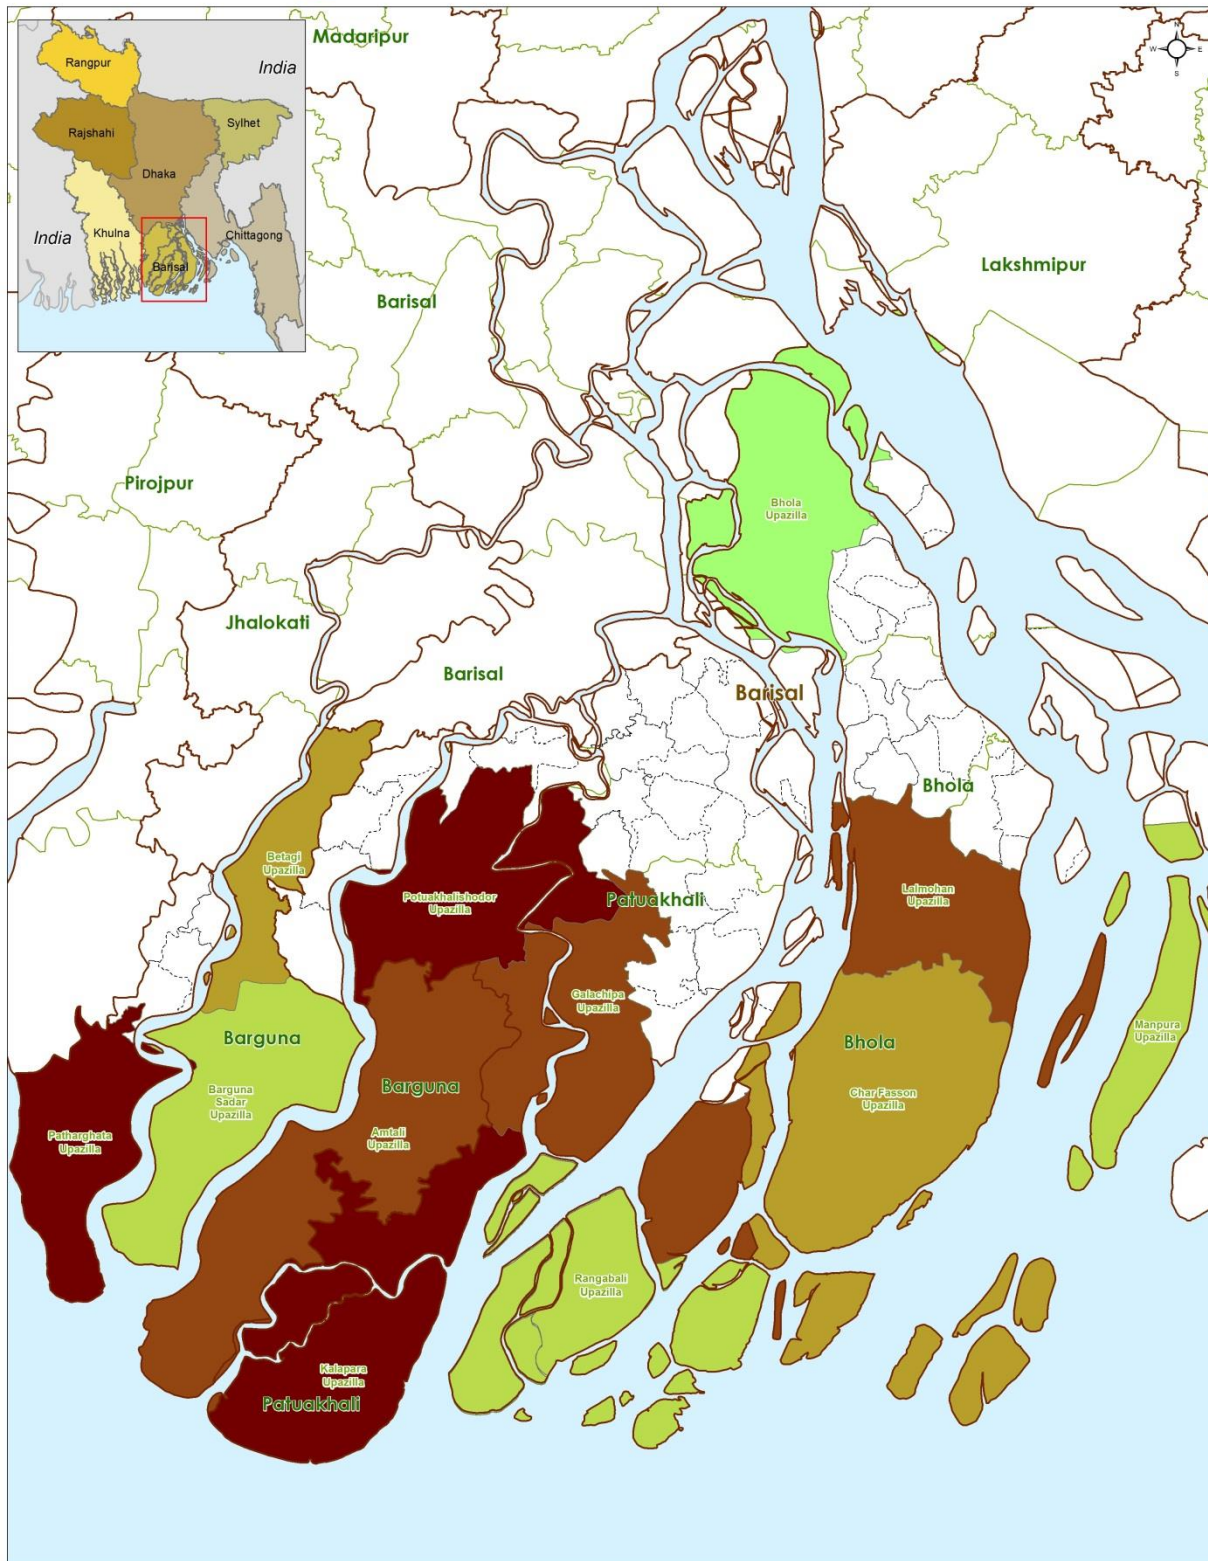 Madaripur
N
W
E
S
Rangpur
India
Rajshahi
Sylhet
Dhaka
India
Khulna
Chittagong
Barisal
Lakshmipur
Barisal
Pirojpur
Bhola
Upazilla
Jhalokati
Barisal
Barisal
Bhola
Betagi
Upazilla
Potuakhalishodor
Upazilla
Patuakhali
Lalmohan
Upazilla
Galachipa
Upazilla
Barguna
Bhola
Manpura
Upazilla
Barguna
Sadar
Upazilla
Barguna
Char Fasson
Upazilla
Patharghata
Upazilla
Amtali
Upazilla
Rangabali
Upazilla
Kalapara
Upazilla
Patuakhali